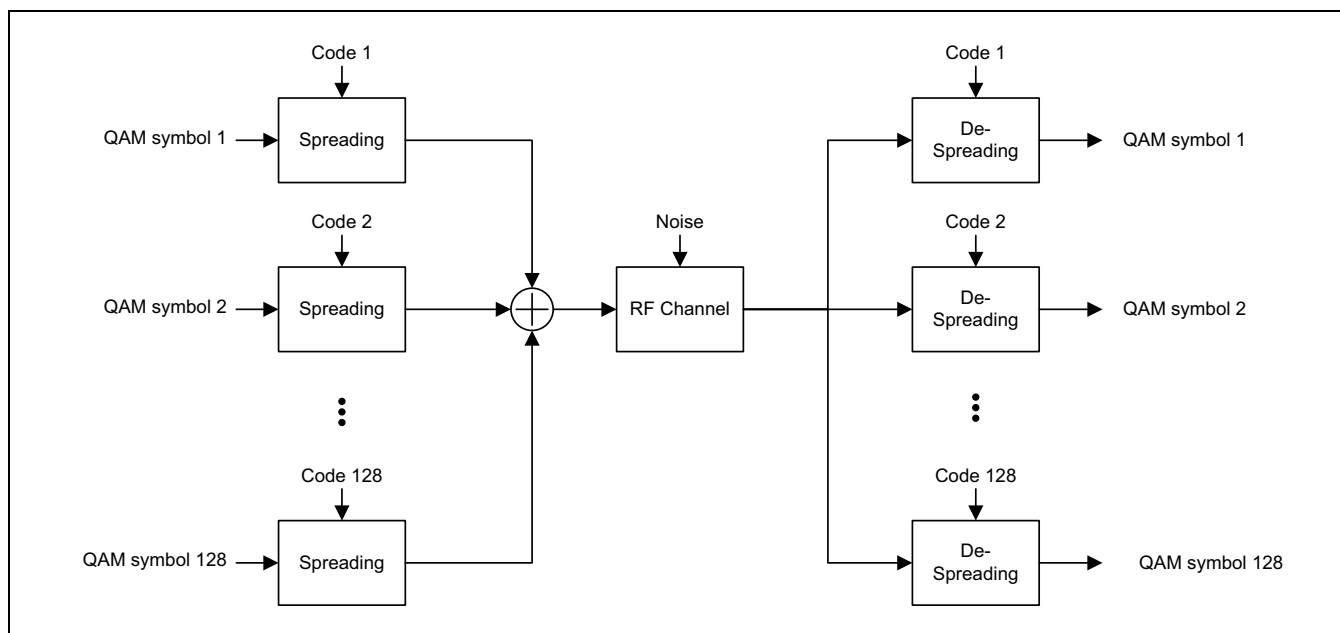 Code 1
QAM symbol 1
Spreading
Code 2
QAM symbol 2
Spreading
Code 128
QAM symbol 128
Spreading
Noise
RF Channel
Code 1
De-
Spreading
QAM symbol 1
Code 2
De-
Spreading
QAM symbol 2
Code 128
De-
Spreading
QAM symbol 128